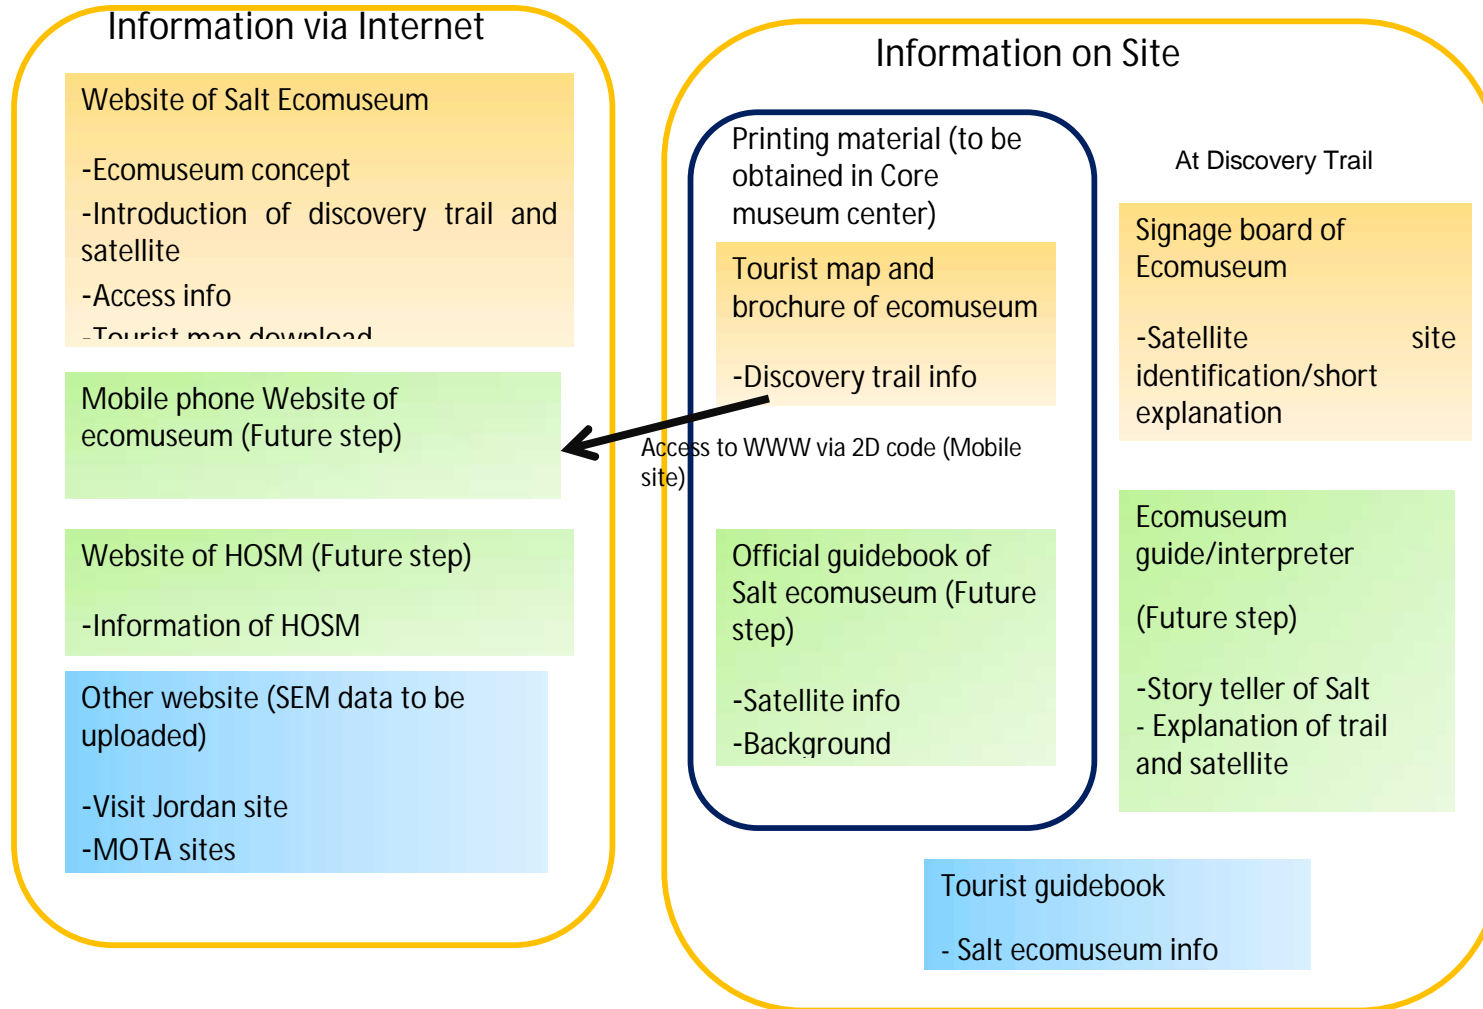 Information via Internet
Website of Salt Ecomuseum
-Ecomuseum concept
-Introduction of discovery trail and
satellite
-Access info
-Tourist map download
Mobile phone Website of
ecomuseum (Future step)
Website of HOSM (Future step)
-Information of HOSM
Other website (SEM data to be
uploaded)
-Visit Jordan site
-MOTA sites
Information on Site
Printing material (to be
obtained in Core
museum center)
Tourist map and
brochure of ecomuseum
-Discovery trail info
Access to WWW via 2D code (Mobile
site)
Official guidebook of
Salt ecomuseum (Future
step)
-Satellite info
-Background
At Discovery Trail
Signage board of
Ecomuseum
-Satellite site
identification/short
explanation
Ecomuseum
guide/interpreter
(Future step)
-Story teller of Salt
- Explanation of trail
and satellite
Tourist guidebook
- Salt ecomuseum info